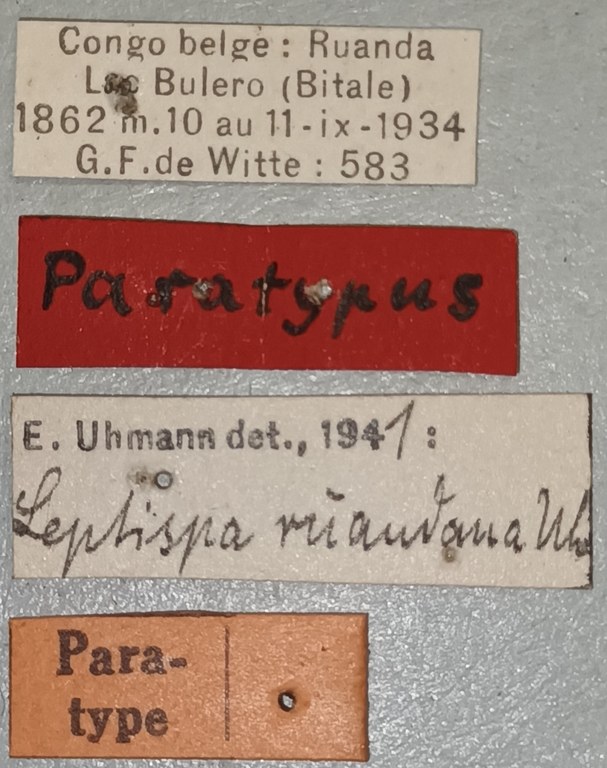 Congo belge : Ruanda
Lac Bulero (Bitale)
1862 m.10 au 11-ix-1934
G.F.de Witte : 583
Paratypus
E. Uhmann det., 1941 :
Leptispa rŭandana Uh
Para-
type